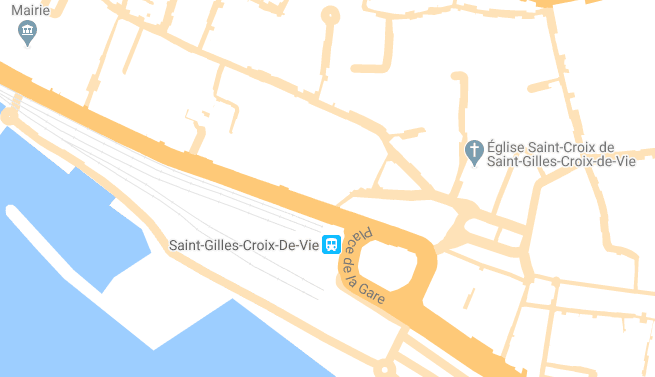 Mairie
Église Saint-Croix de
Saint-Gilles-Croix-de-Vie
Saint-Gilles-Croix-De-Vie
Place de la Gare